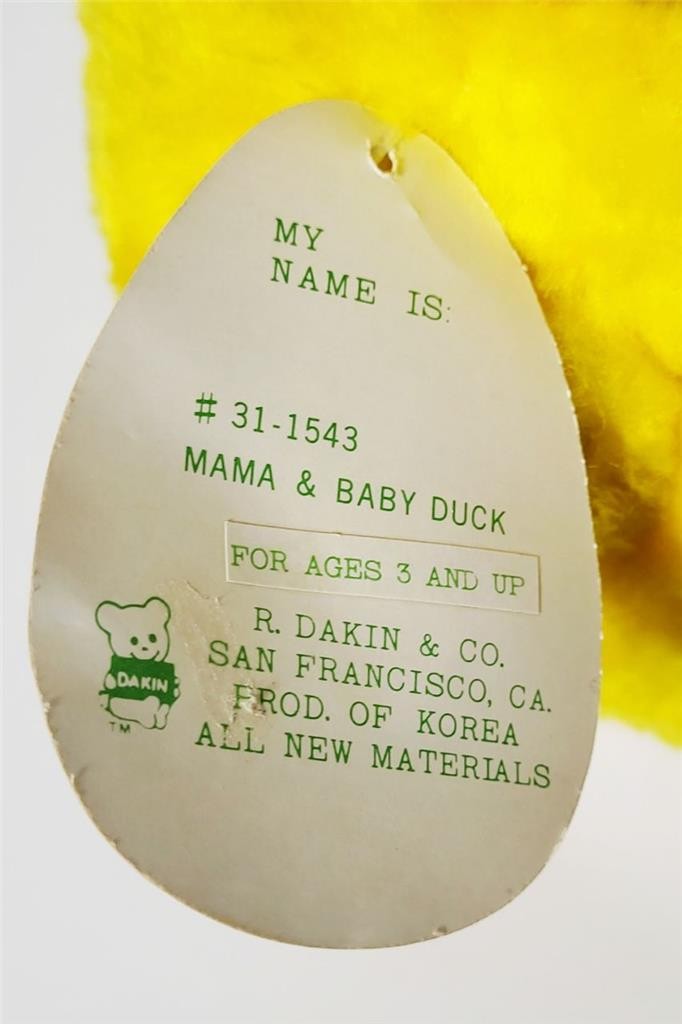 MY
NAME IS:
# 31-1543
MAMA & BABY DUCK
FOR AGES 3 AND UP
R. DAKIN & CO.
SAN FRANCISCO, CA.
PROD. OF KOREA
ALL NEW MATERIALS
DAKIN
TM